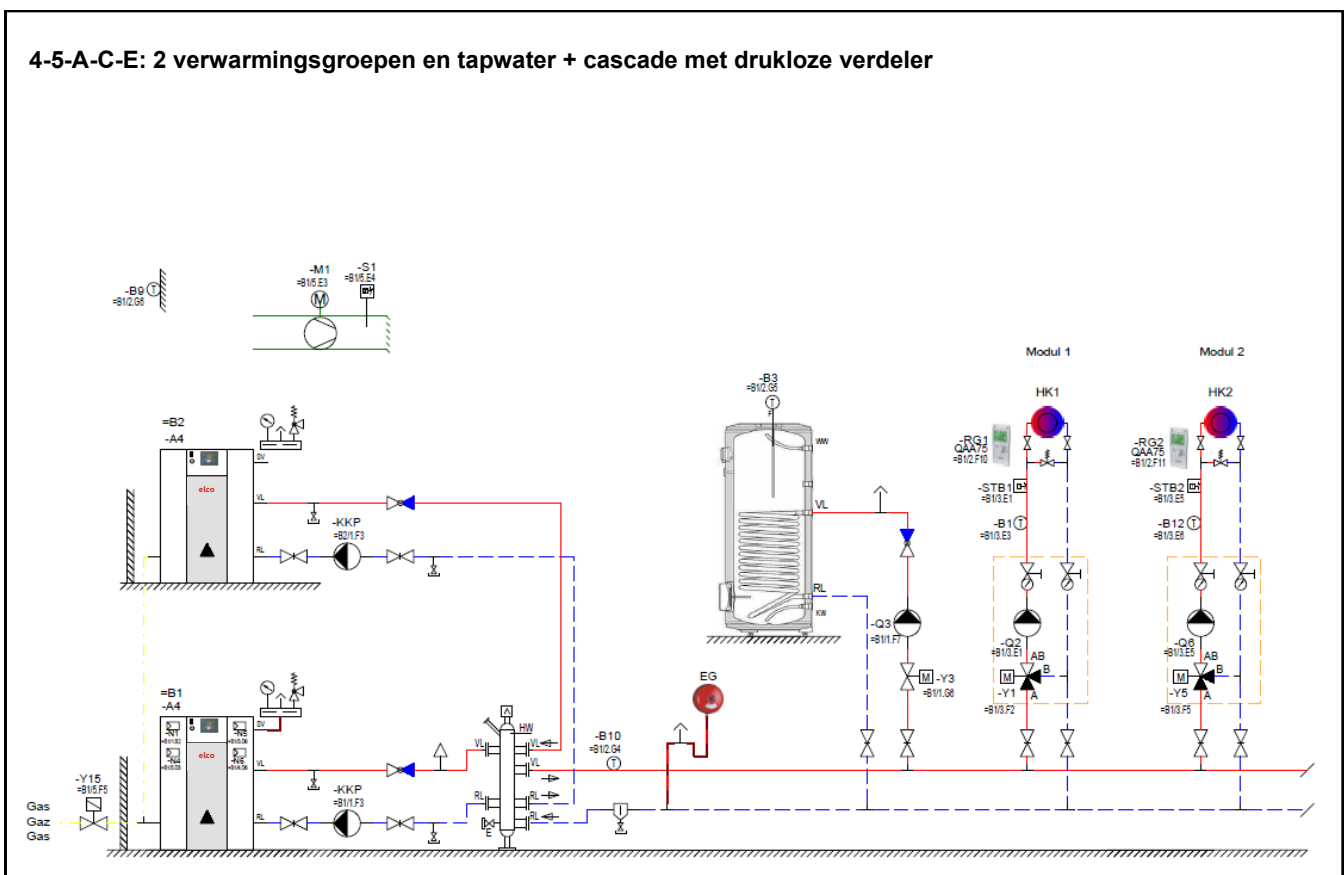 4-5-A-C-E: 2 verwarmingsgroepen en tapwater + cascade met drukloze verdeler
-B9
T
=B1/2.G6
-M1
=B1/5.E3
M
-S1
=B1/5.E4
Modul 1
Modul 2
HK1
HK2
-B3
=B1/2.G5
T
F
WW
VL
RL
KW
-RG1
QAA75
=B1/2.F10
-RG2
QAA75
=B1/2.F11
-STB1
=B1/3.E1
-STB2
=B1/3.E5
-B1
T
=B1/3.E3
-B12
T
=B1/3.E6
=B2
-A4
SV
elco
VL
RL
-KKP
=B2/1.F3
-Q3
=B1/1.F7
M
-Y3
=B1/1.G6
-Q2
=B1/3.E1
AB
B
M
-Y1
A
=B1/3.F2
-Q6
=B1/3.E5
AB
B
M
-Y5
A
=B1/3.F5
EG
=B1
-A4
-N1
=B1/1.D2
-N5
-N4
-N6
SV
elco
VL
RL
-KKP
=B1/1.F3
A
HW
VL
VL
VL
RL
RL
RL
E
-B10
=B1/2.G4
T
-Y15
=B1/5.F5
Gas
Gaz
Gas